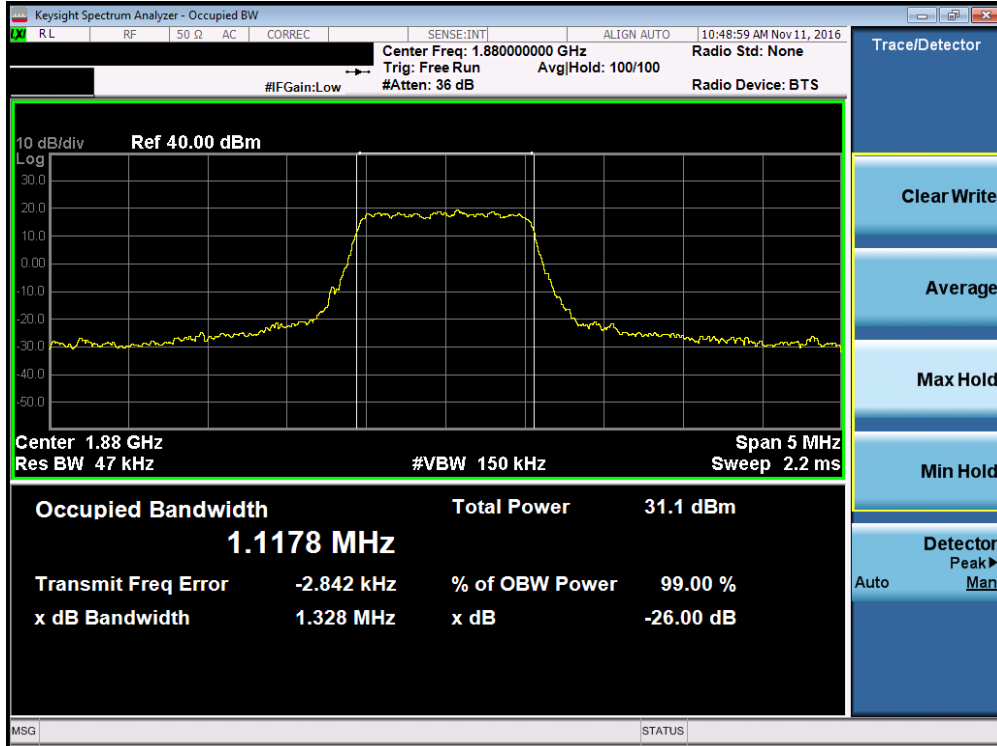 Keysight Spectrum Analyzer - Occupied BW
LXI RL RF 50 Ω AC CORREC SENSE:INT ALIGN AUTO 10:48:59 AM Nov 11, 2016
Center Freq: 1.880000000 GHz Radio Std: None
Trig: Free Run Avg|Hold: 100/100
#IFGain:Low #Atten: 36 dB Radio Device: BTS
10 dB/div Ref 40.00 dBm
Log
30.0
20.0
10.0
0.00
-10.0
-20.0
-30.0
-40.0
-50.0
Center 1.88 GHz Span 5 MHz
Res BW 47 kHz #VBW 150 kHz Sweep 2.2 ms
Occupied Bandwidth Total Power 31.1 dBm
1.1178 MHz
Transmit Freq Error -2.842 kHz % of OBW Power 99.00 %
x dB Bandwidth 1.328 MHz x dB -26.00 dB
MSG STATUS
Trace/Detector
Clear Write
Average
Max Hold
Min Hold
Detector
Peak▶
Auto Man